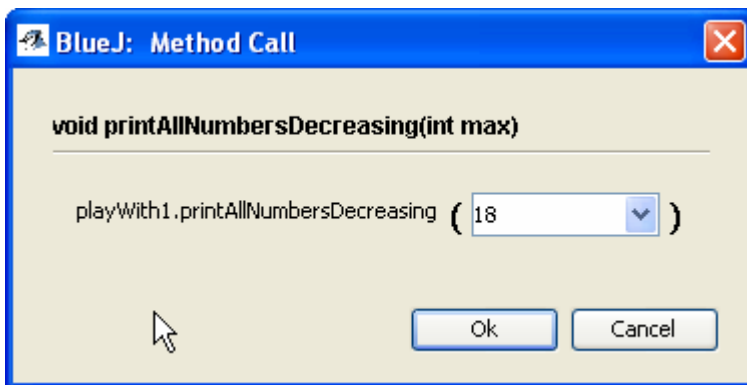 BlueJ: Method Call
void printAllNumbersDecreasing(int max)
playWith1.printAllNumbersDecreasing ( 18 )
Ok Cancel